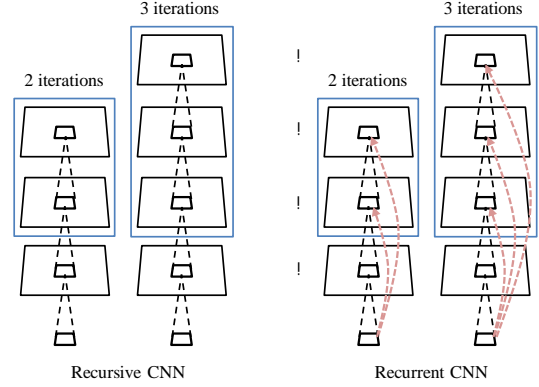 3 iterations
3 iterations
!
2 iterations
2 iterations
!
!
!
Recursive CNN
Recurrent CNN